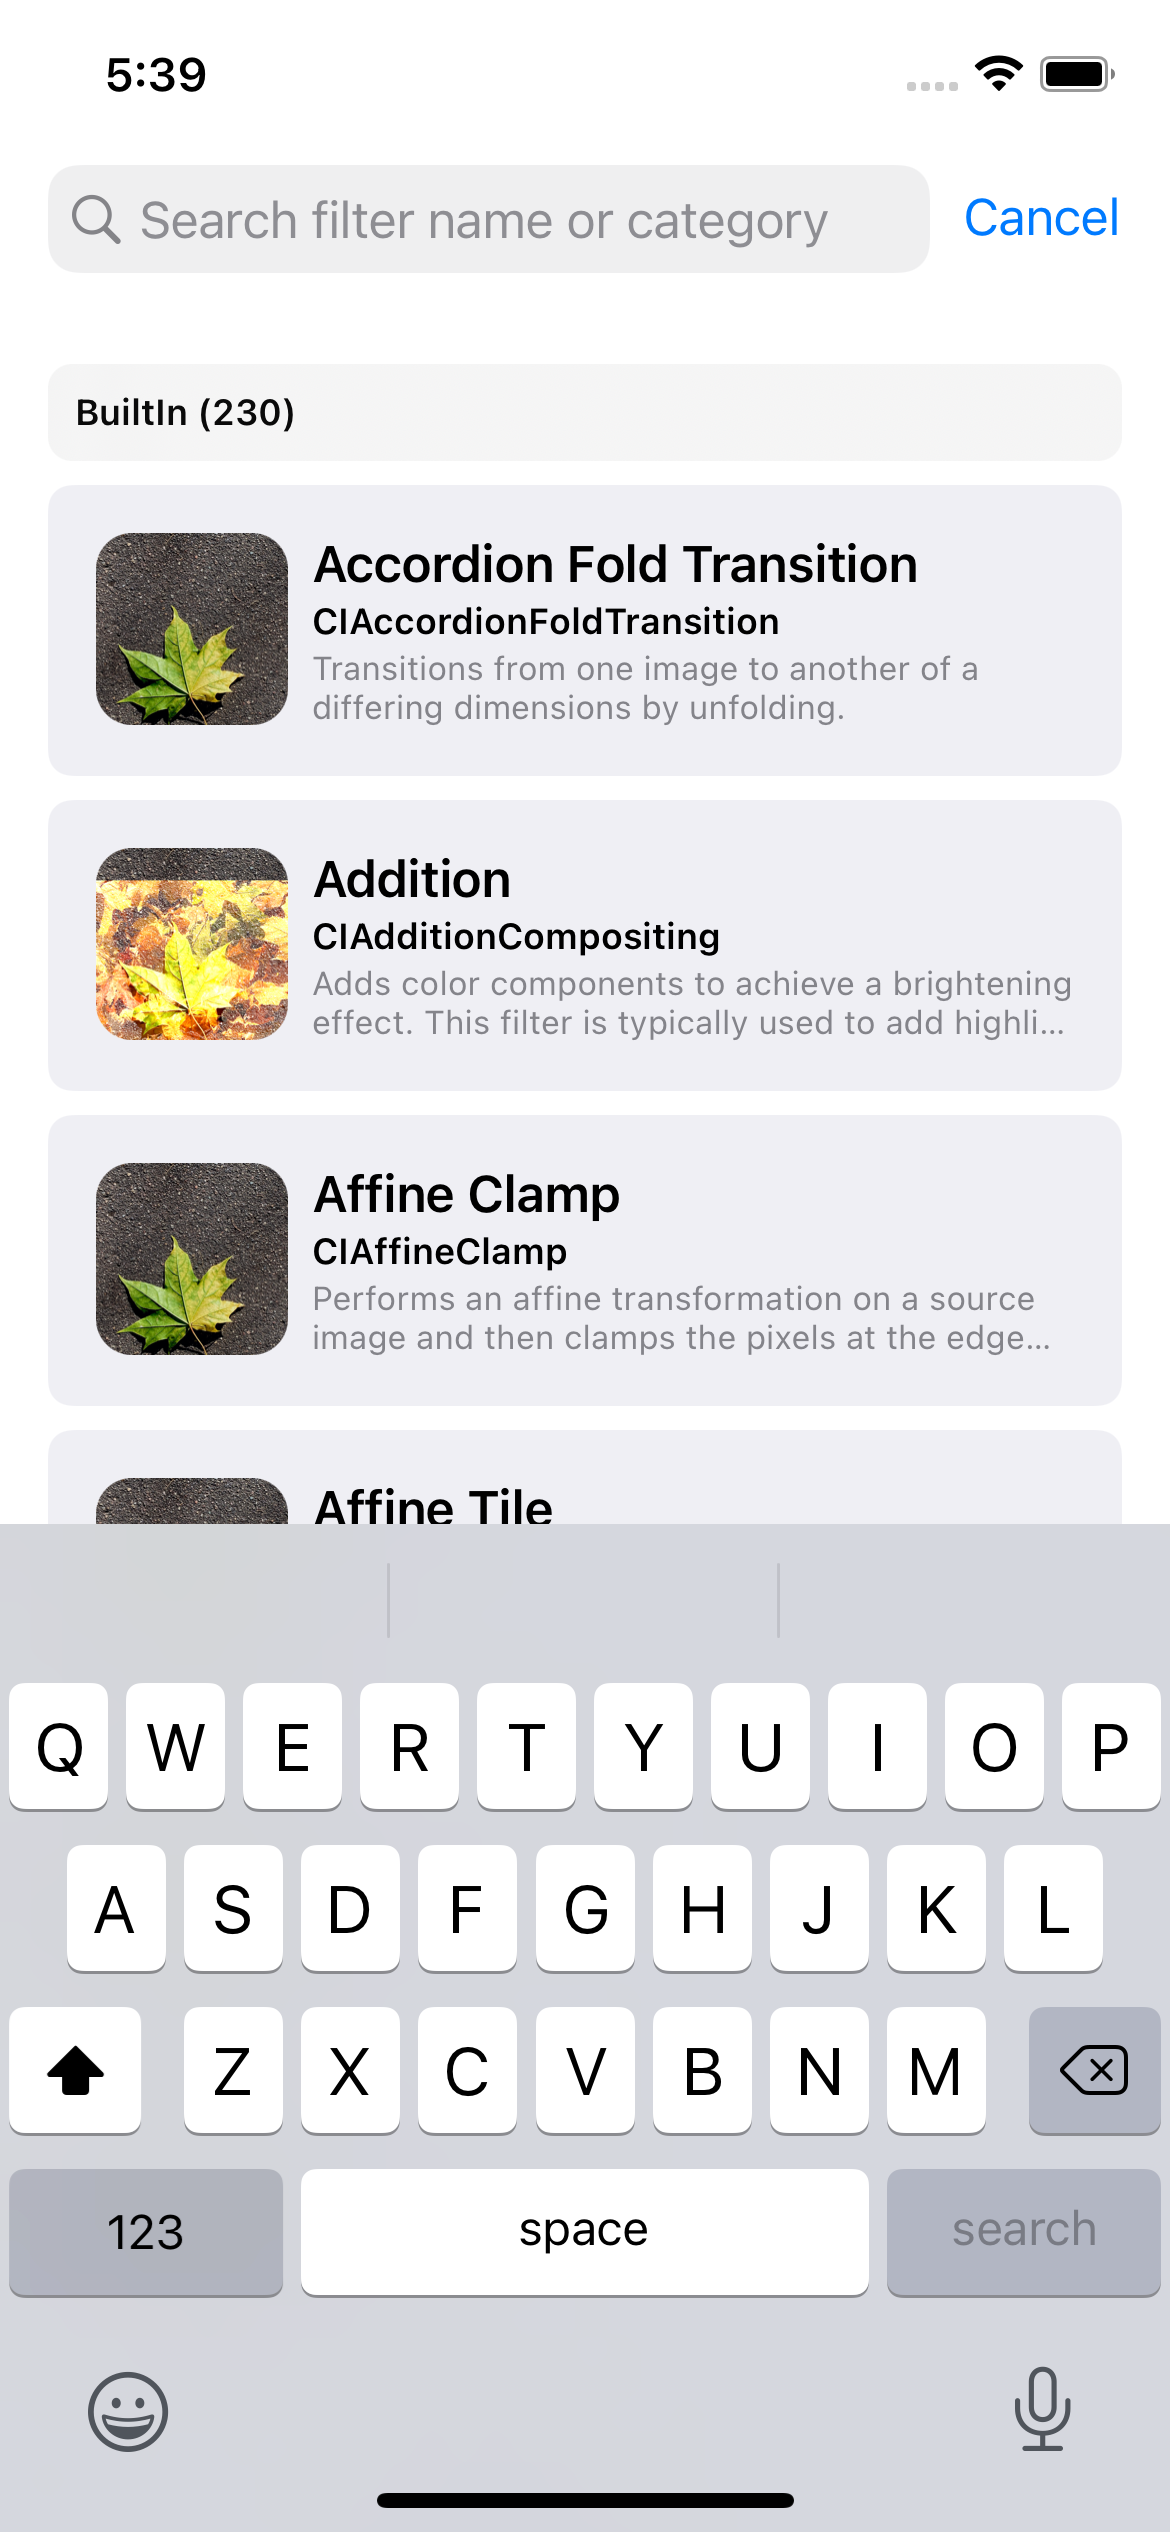 5:39
Search filter name or category
Cancel
BuiltIn (230)
Accordion Fold Transition
CIAccordionFoldTransition
Transitions from one image to another of a
differing dimensions by unfolding.
Addition
CIAdditionCompositing
Adds color components to achieve a brightening
effect. This filter is typically used to add highli...
Affine Clamp
CIAffineClamp
Performs an affine transformation on a source
image and then clamps the pixels at the edge...
Affine Tile
Q W E R T Y U I O P
A S D F G H J K L
Z X C V B N M
123 space search